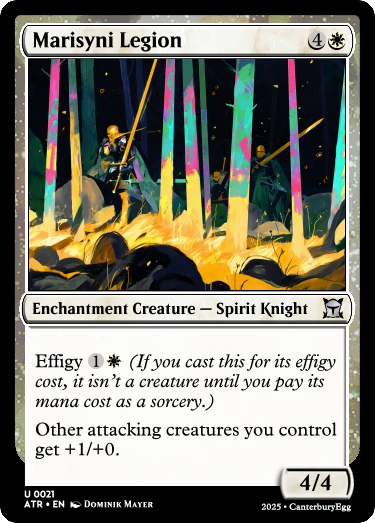 Marisyni Legion 4
Enchantment Creature — Spirit Knight
Effigy 1 (If you cast this for its effigy
cost, it isn't a creature until you pay its
mana cost as a sorcery.)
Other attacking creatures you control
get +1/+0.
4/4
U 0021
ATR • EN Dominik Mayer
2025 • CanterburyEgg